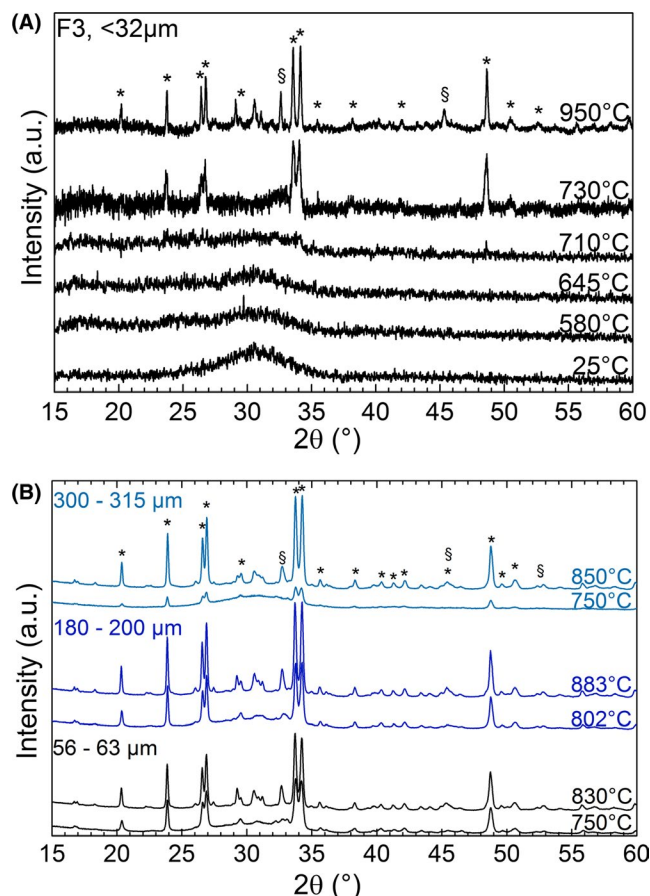 (A)
F3, <32µm
* * * * * § * * * * * § * * *
950°C
730°C
710°C
645°C
580°C
25°C
Intensity (a.u.)
15 20 25 30 35 40 45 50 55 60
2θ (°)
(B)
300 - 315 µm
* * * * * § * * * * * * * § * * * §
850°C
750°C
180 - 200 µm
883°C
802°C
56 - 63 µm
830°C
750°C
Intensity (a.u.)
15 20 25 30 35 40 45 50 55 60
2θ (°)